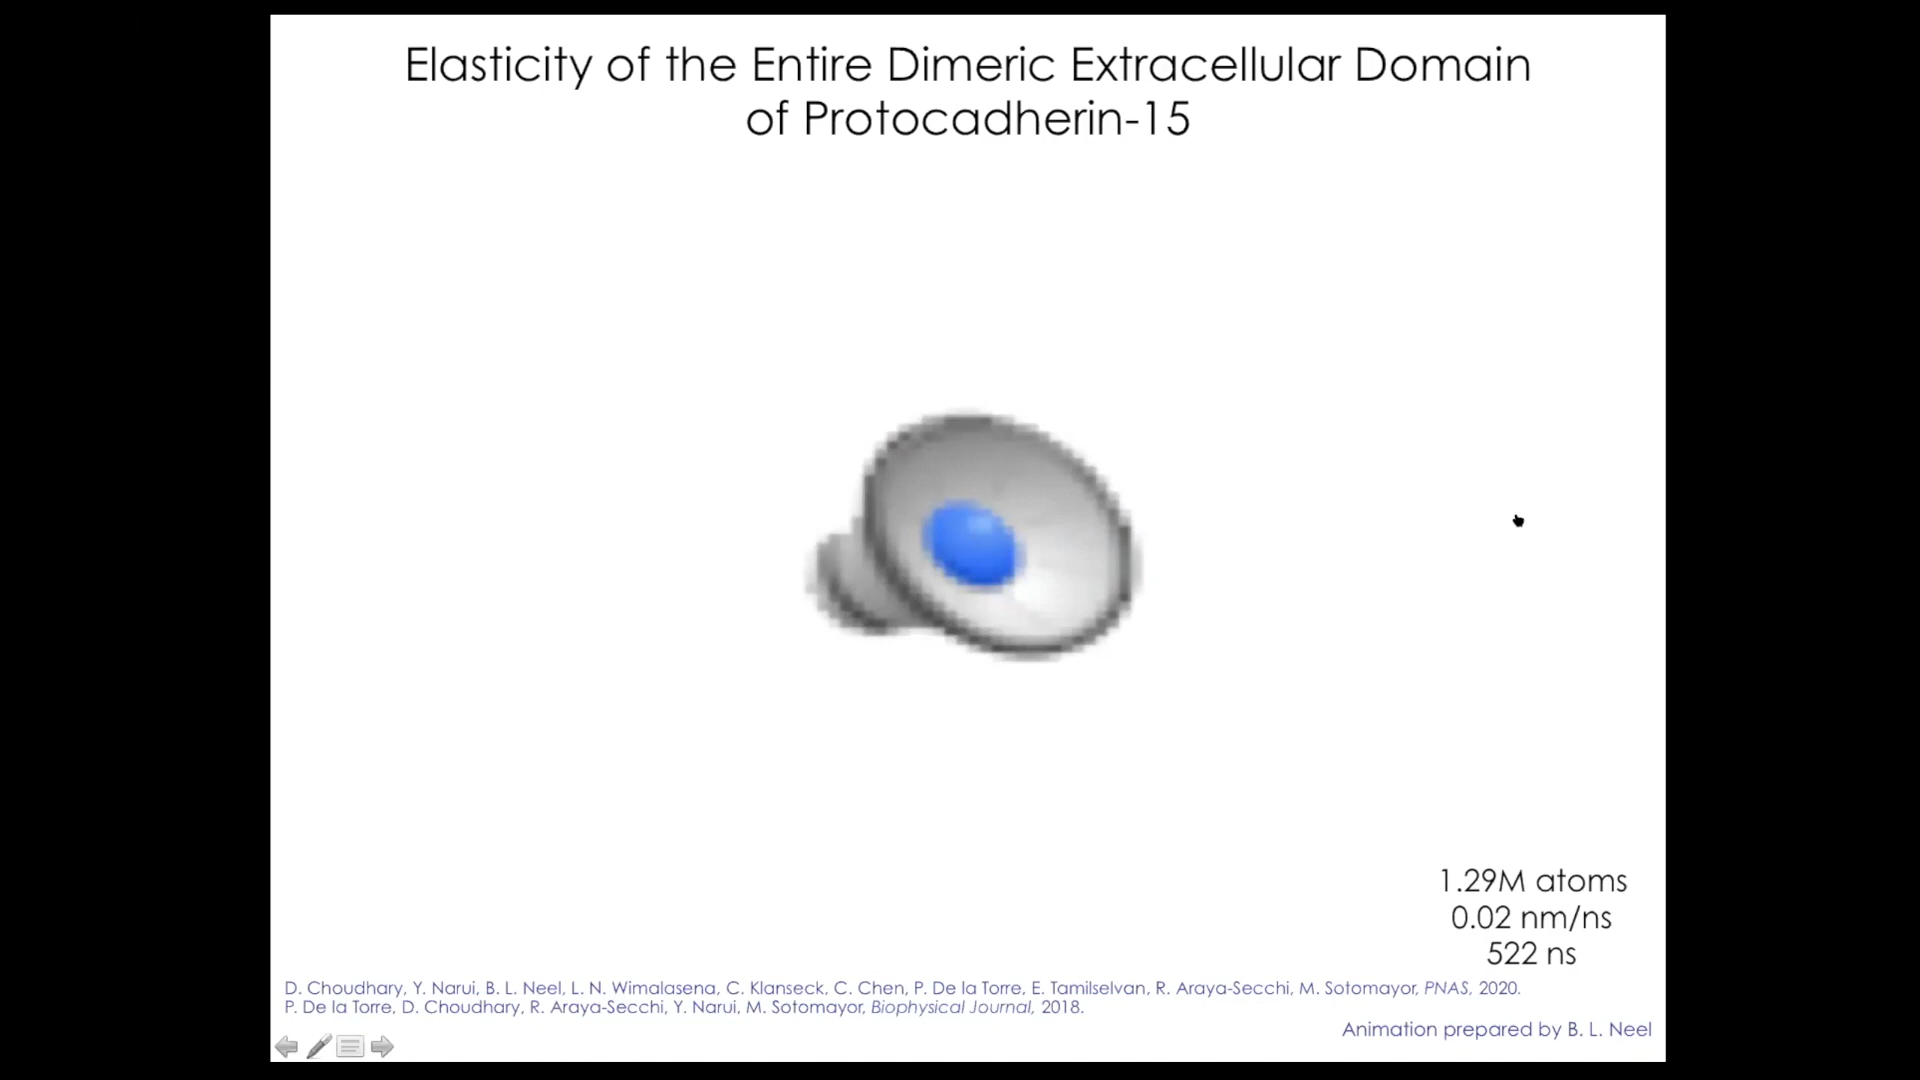 Elasticity of the Entire Dimeric Extracellular Domain
of Protocadherin-15
1.29M atoms
0.02 nm/ns
522 ns
D. Choudhary, Y. Narui, B. L. Neel, L. N. Wimalasena, C. Klanseck, C. Chen, P. De la Torre, E. Tamilselvan, R. Araya-Secchi, M. Sotomayor, PNAS, 2020.
P. De la Torre, D. Choudhary, R. Araya-Secchi, Y. Narui, M. Sotomayor, Biophysical Journal, 2018.
Animation prepared by B. L. Neel